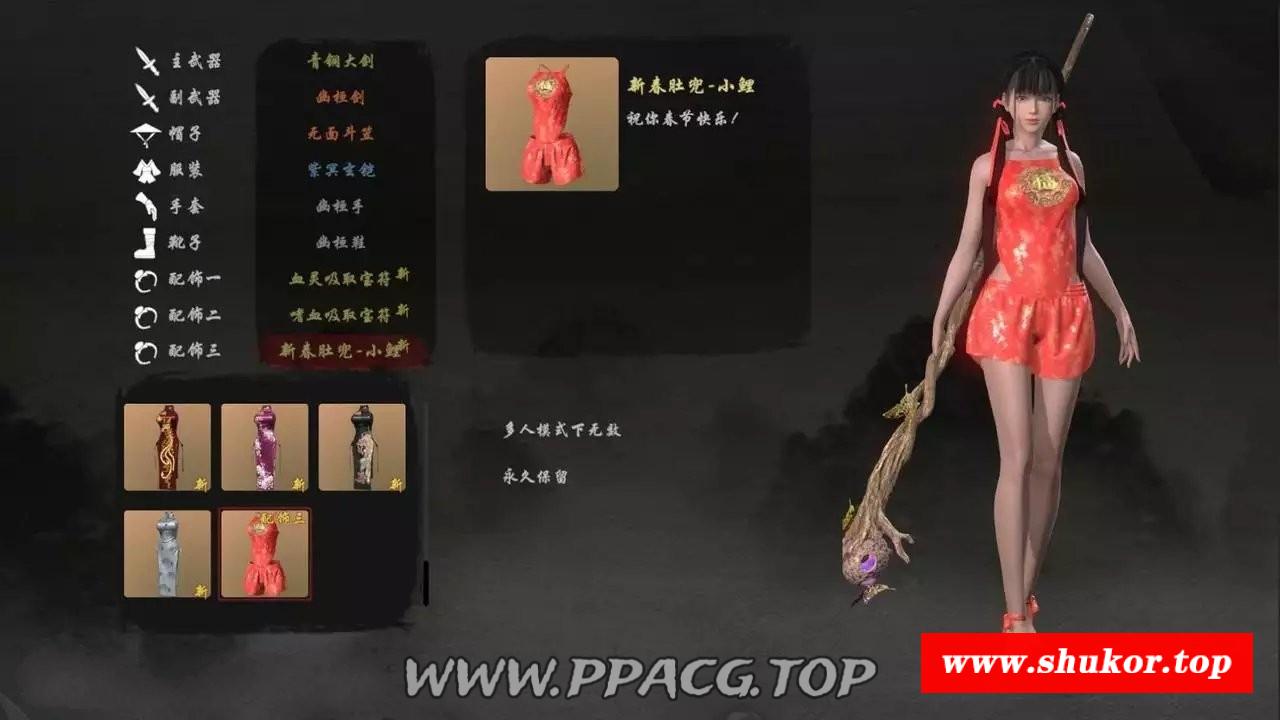 主武器 青铜大剑
副武器 幽桓剑
帽子 无面斗笠
服装 紫冥玄铠
手套 幽桓手
靴子 幽桓鞋
配饰一 血灵吸取宝符 新
配饰二 嗜血吸取宝符 新
配饰三 新春肚兜-小鲤 新
新春肚兜-小鲤
祝你春节快乐!
新 新 新
新 配饰三
多人模式下无效
永久保留
WWW.PPACG.TOP
www.shukor.top